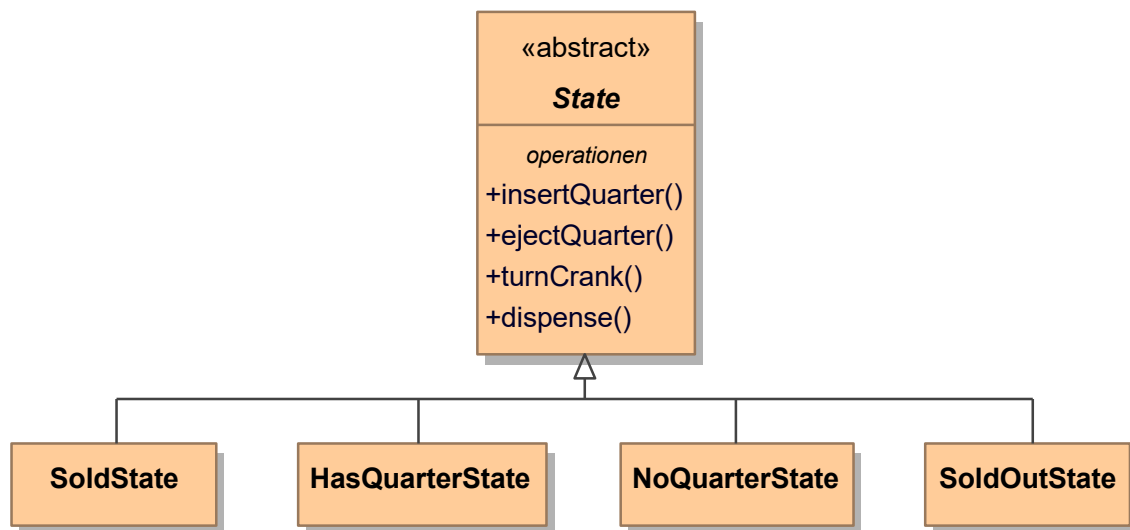 «abstract»
State
operationen
+insertQuarter()
+ejectQuarter()
+turnCrank()
+dispense()
SoldState
HasQuarterState
NoQuarterState
SoldOutState